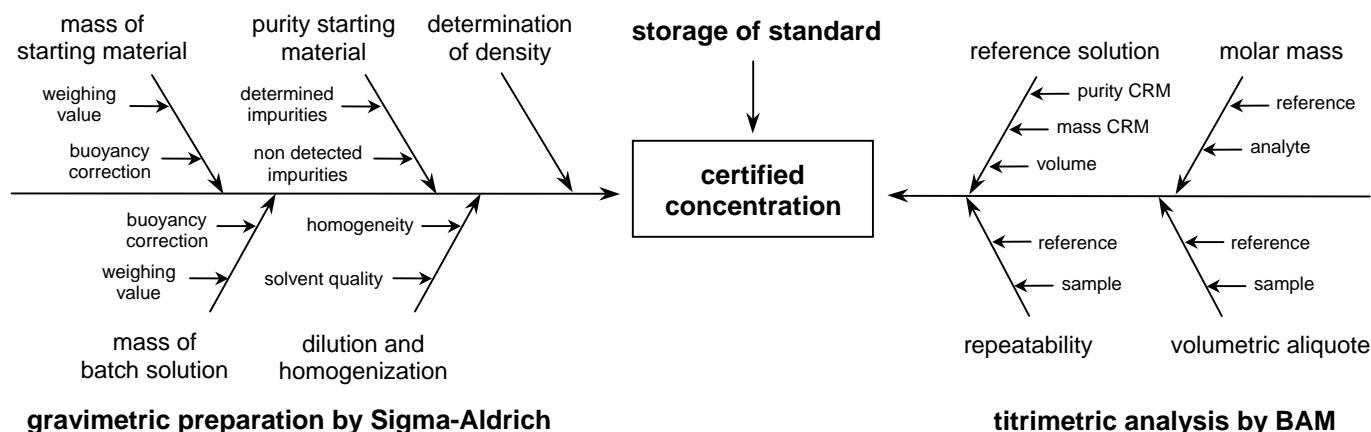 mass of
starting material
purity starting
material
determination
of density
storage of standard
reference solution
molar mass
weighing
value
determined
impurities
purity CRM
reference
mass CRM
buoyancy
correction
non detected
impurities
analyte
volume
certified
concentration
buoyancy
correction
homogeneity
reference
reference
weighing
value
solvent quality
sample
sample
mass of
batch solution
dilution and
homogenization
repeatability
volumetric aliquote
gravimetric preparation by Sigma-Aldrich
titrimetric analysis by BAM